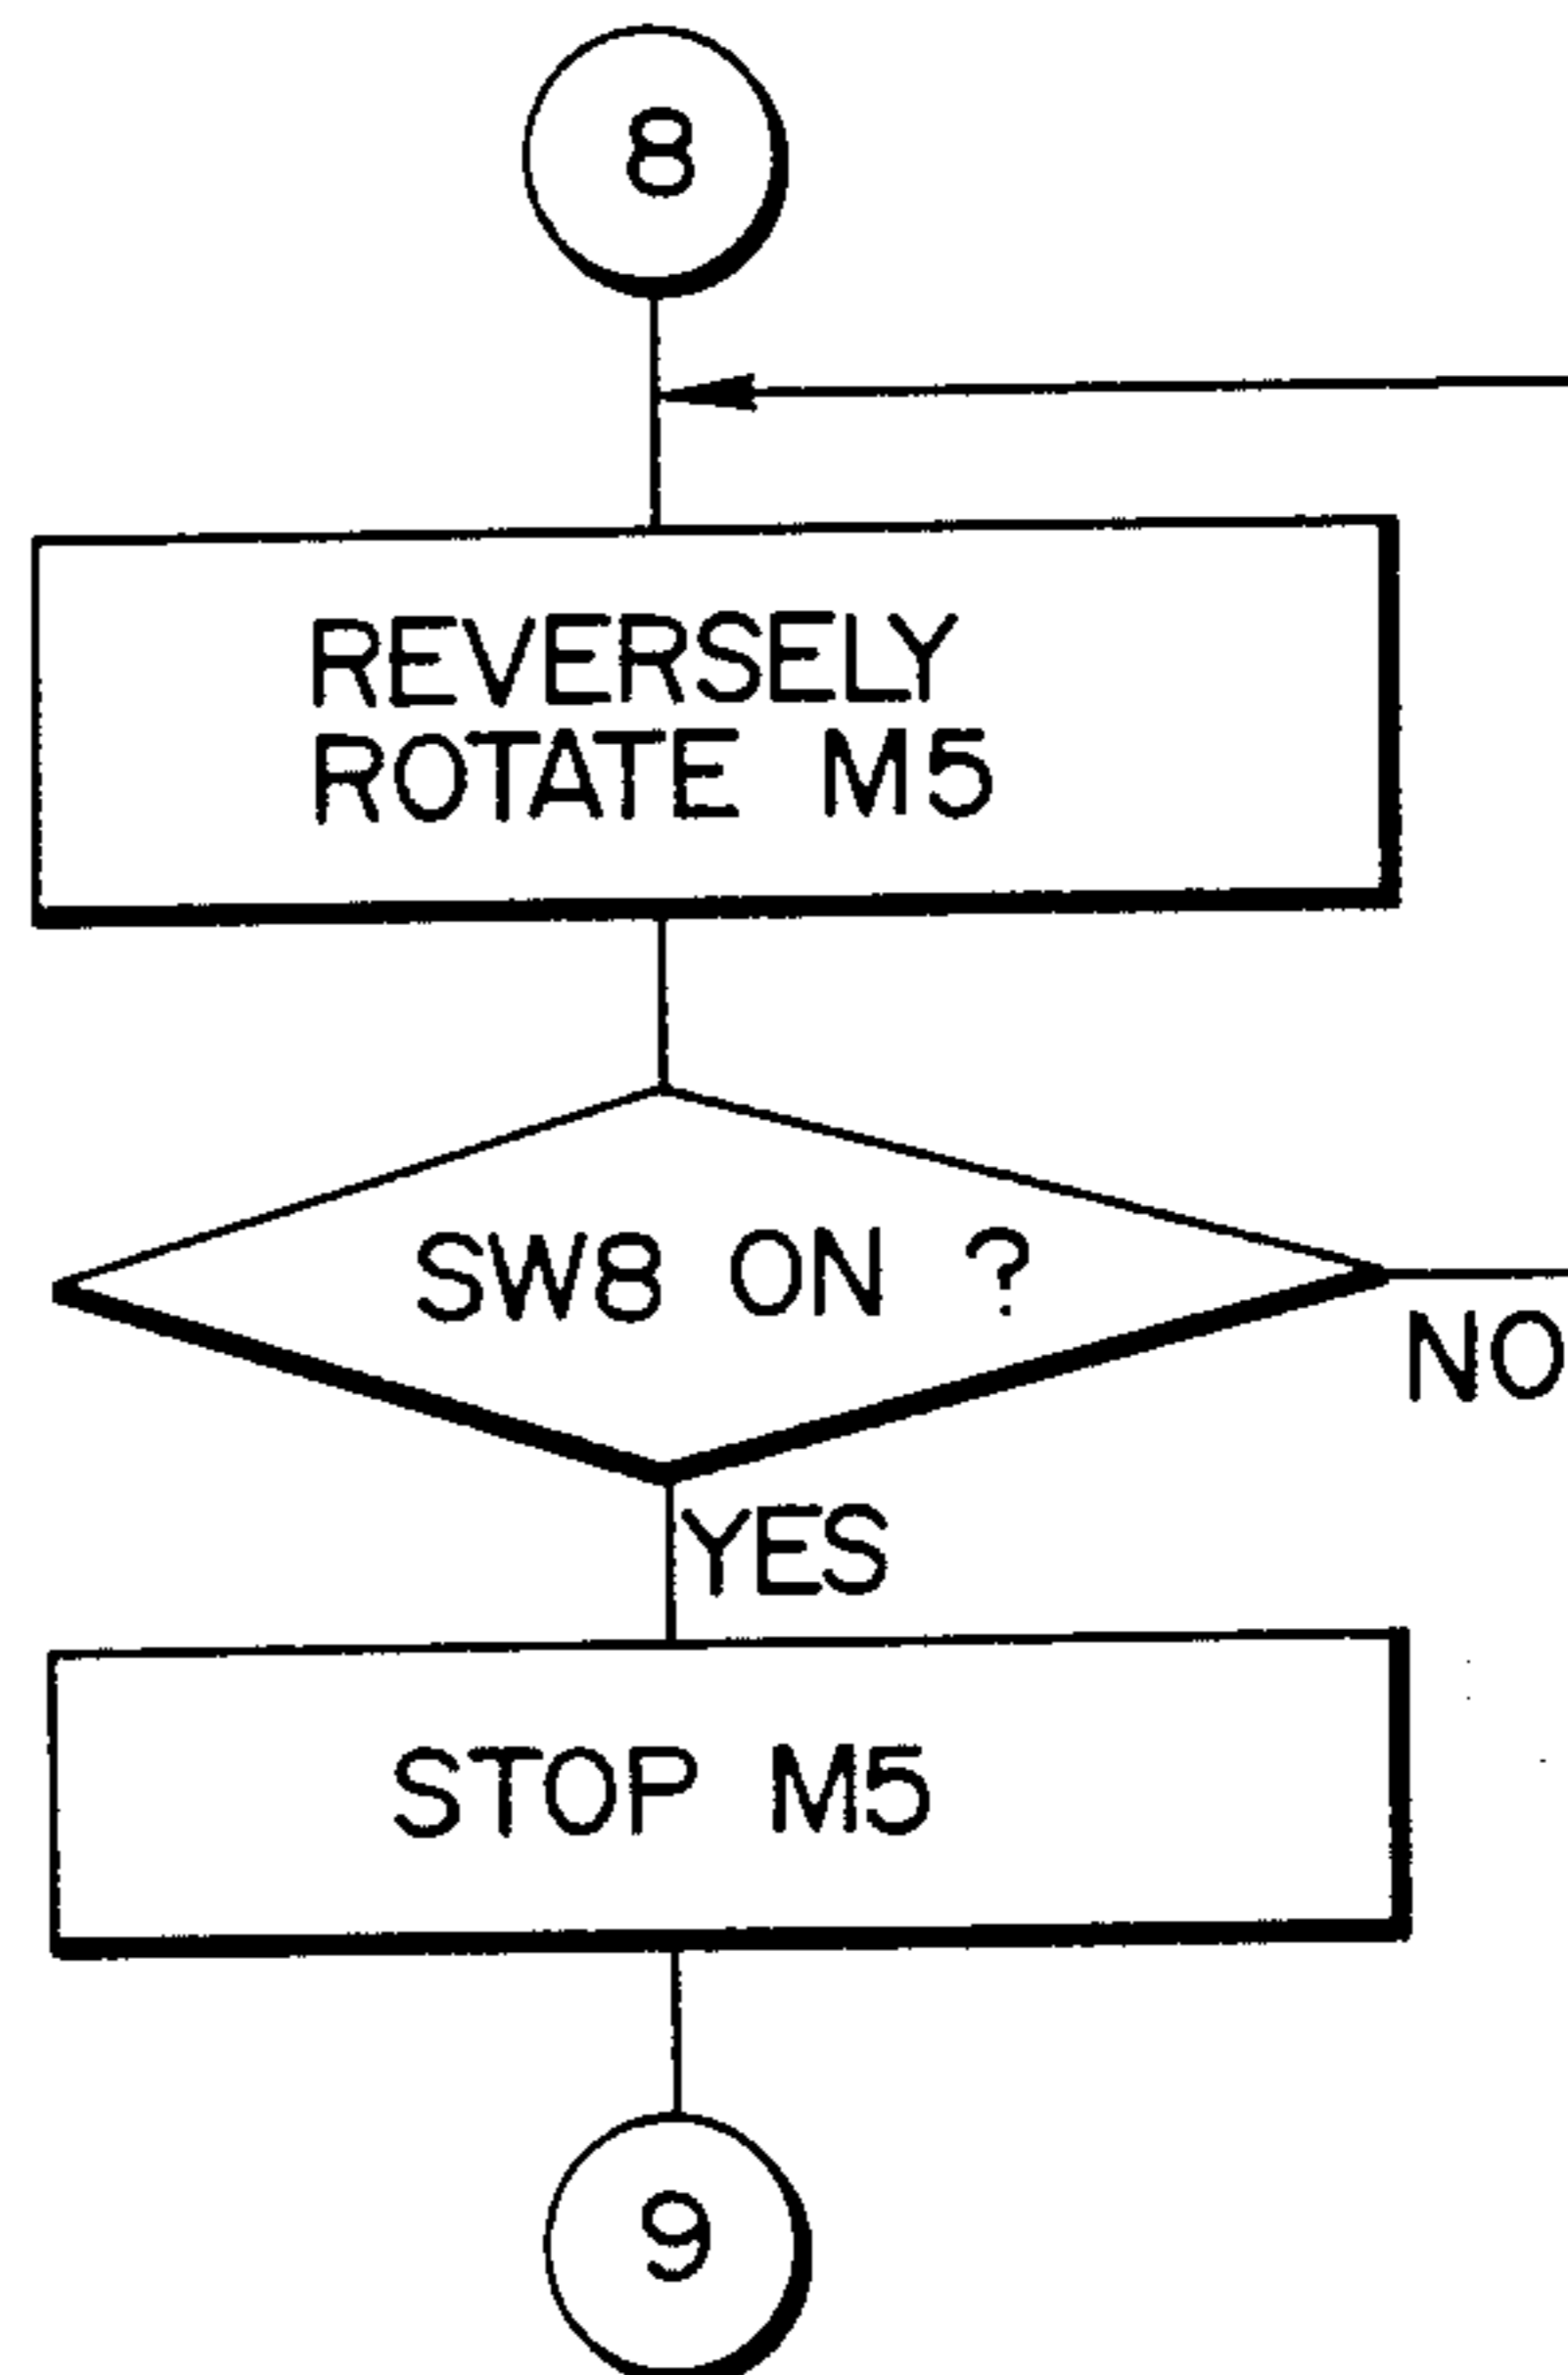 8
REVERSELY
ROTATE M5
SW8 ON ?
NO
YES
STOP M5
9